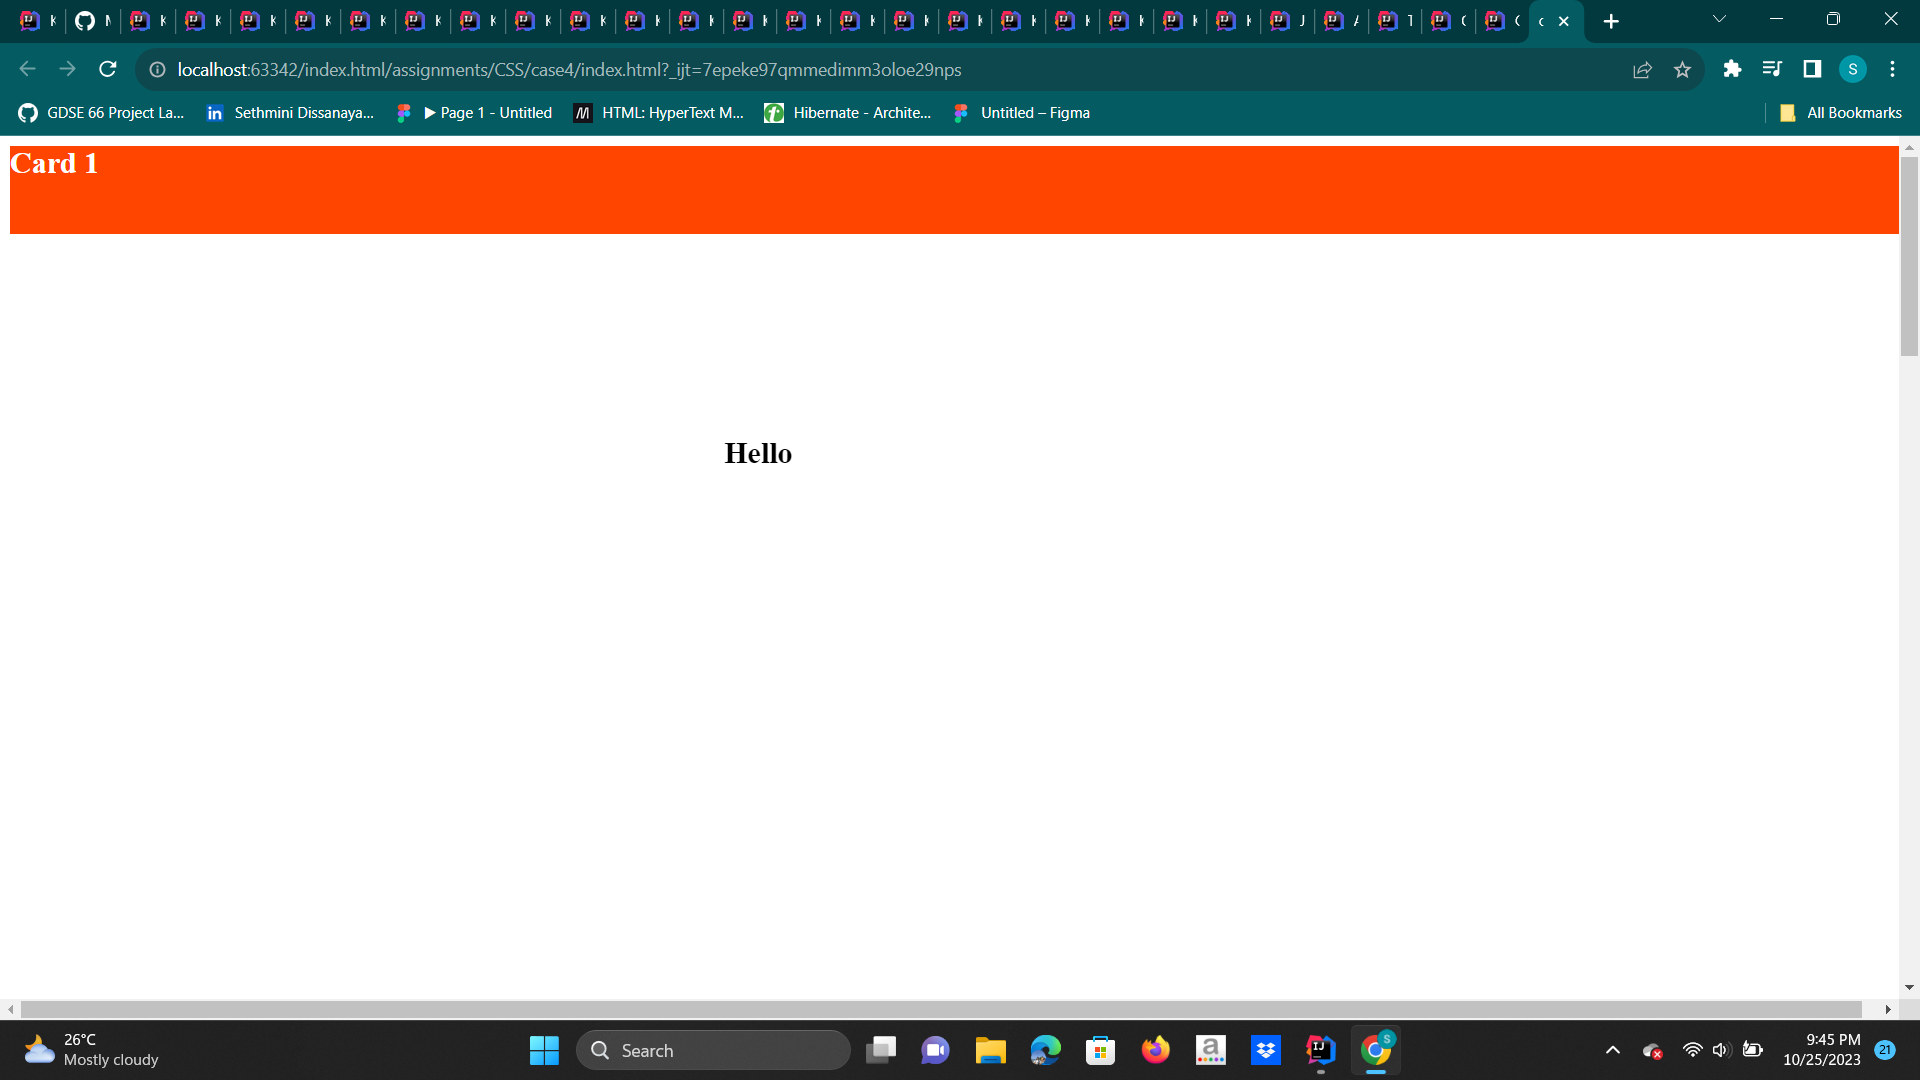 localhost:63342/index.html/assignments/CSS/case4/index.html?_ijt=7epeke97qmmedimm3oloe29nps
S
GDSE 66 Project La...
in
Sethmini Dissanaya...
▶ Page 1 - Untitled
M
HTML: HyperText M...
Hibernate - Archite...
Untitled – Figma
All Bookmarks
Card 1
Hello
26°C
Mostly cloudy
Search
9:45 PM
10/25/2023
21